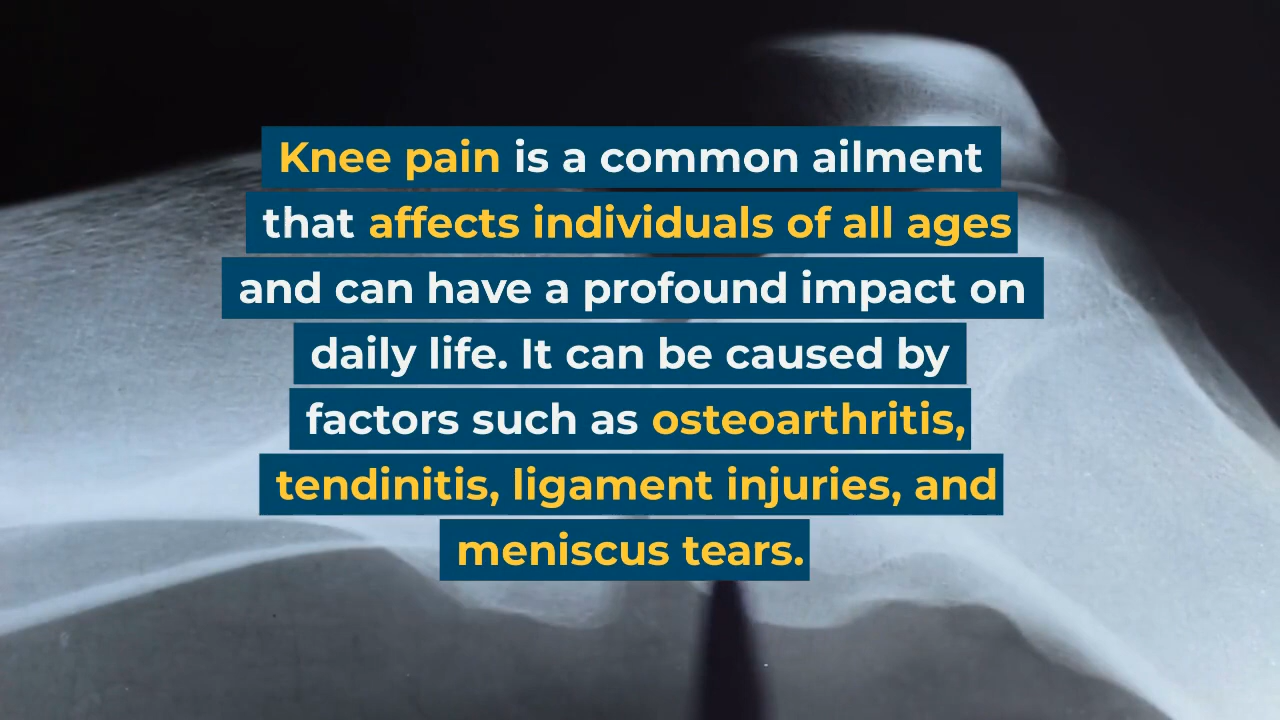 Knee pain is a common ailment
that affects individuals of all ages
and can have a profound impact on
daily life. It can be caused by
factors such as osteoarthritis,
tendinitis, ligament injuries, and
meniscus tears.